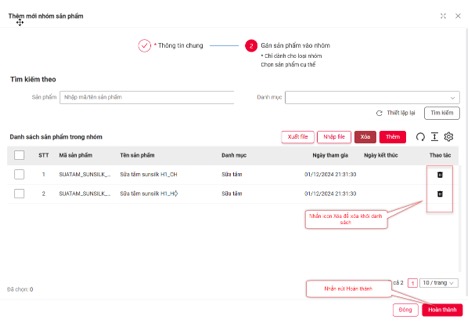 Thêm mới nhóm sản phẩm
* Thông tin chung
2 Gán sản phẩm vào nhóm
* Chỉ dành cho loại nhóm
Chọn sản phẩm cụ thể
Tìm kiếm theo
Sản phẩm
Nhập mã/tên sản phẩm
Danh mục
Thiết lập lại
Tìm kiếm
Danh sách sản phẩm trong nhóm
Xuất file
Nhập file
Xóa
Thêm
STT Mã sản phẩm Tên sản phẩm Danh mục Ngày tham gia Ngày kết thúc Thao tác
1 SUATAM_SUNSILK_... Sữa tắm sunsilk H1_CH Sữa tắm 01/12/2024 21:31:30
2 SUATAM_SUNSILK_... Sữa tắm sunsilk H1_HỘ Sữa tắm 01/12/2024 21:31:30
Nhấn icon Xóa để xóa khỏi danh
sách
cả 2 1 10 / trang
Đã chọn: 0
Nhấn nút Hoàn thành
Đóng
Hoàn thành